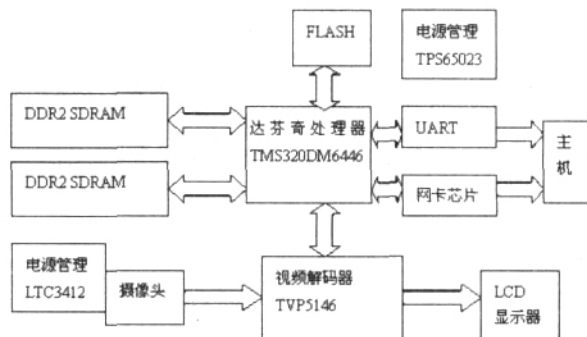 FLASH
电源管理
TPS65023
DDR2 SDRAM
达芬奇处理器
TMS320DM6446
UART
主
机
DDR2 SDRAM
网卡芯片
电源管理
LTC3412
摄像头
视频解码器
TVP5146
LCD
显示器